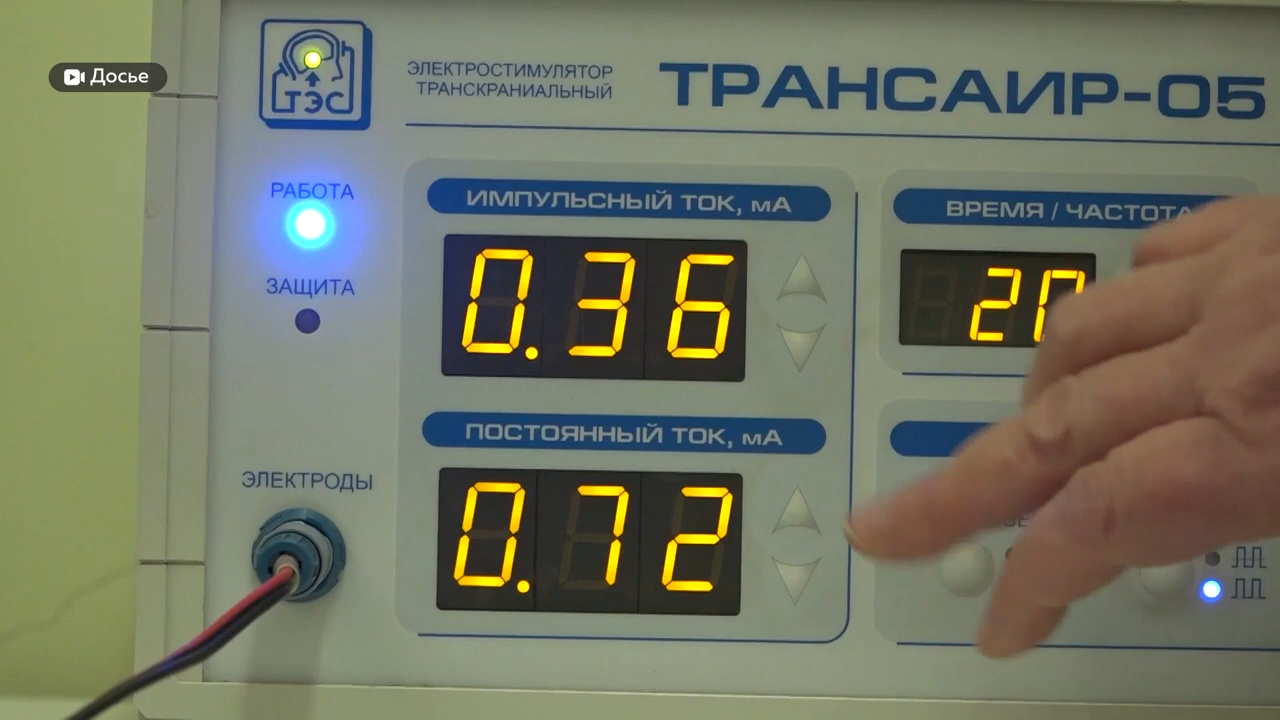 Досье
ТЭС
ЭЛЕКТРОСТИМУЛЯТОР
ТРАНСКРАНИАЛЬНЫЙ
ТРАНСАИР-05
РАБОТА
ЗАЩИТА
ЭЛЕКТРОДЫ
ИМПУЛЬСНЫЙ ТОК, мА
0.36
ПОСТОЯННЫЙ ТОК, мА
0.72
ВРЕМЯ / ЧАСТОТА
20